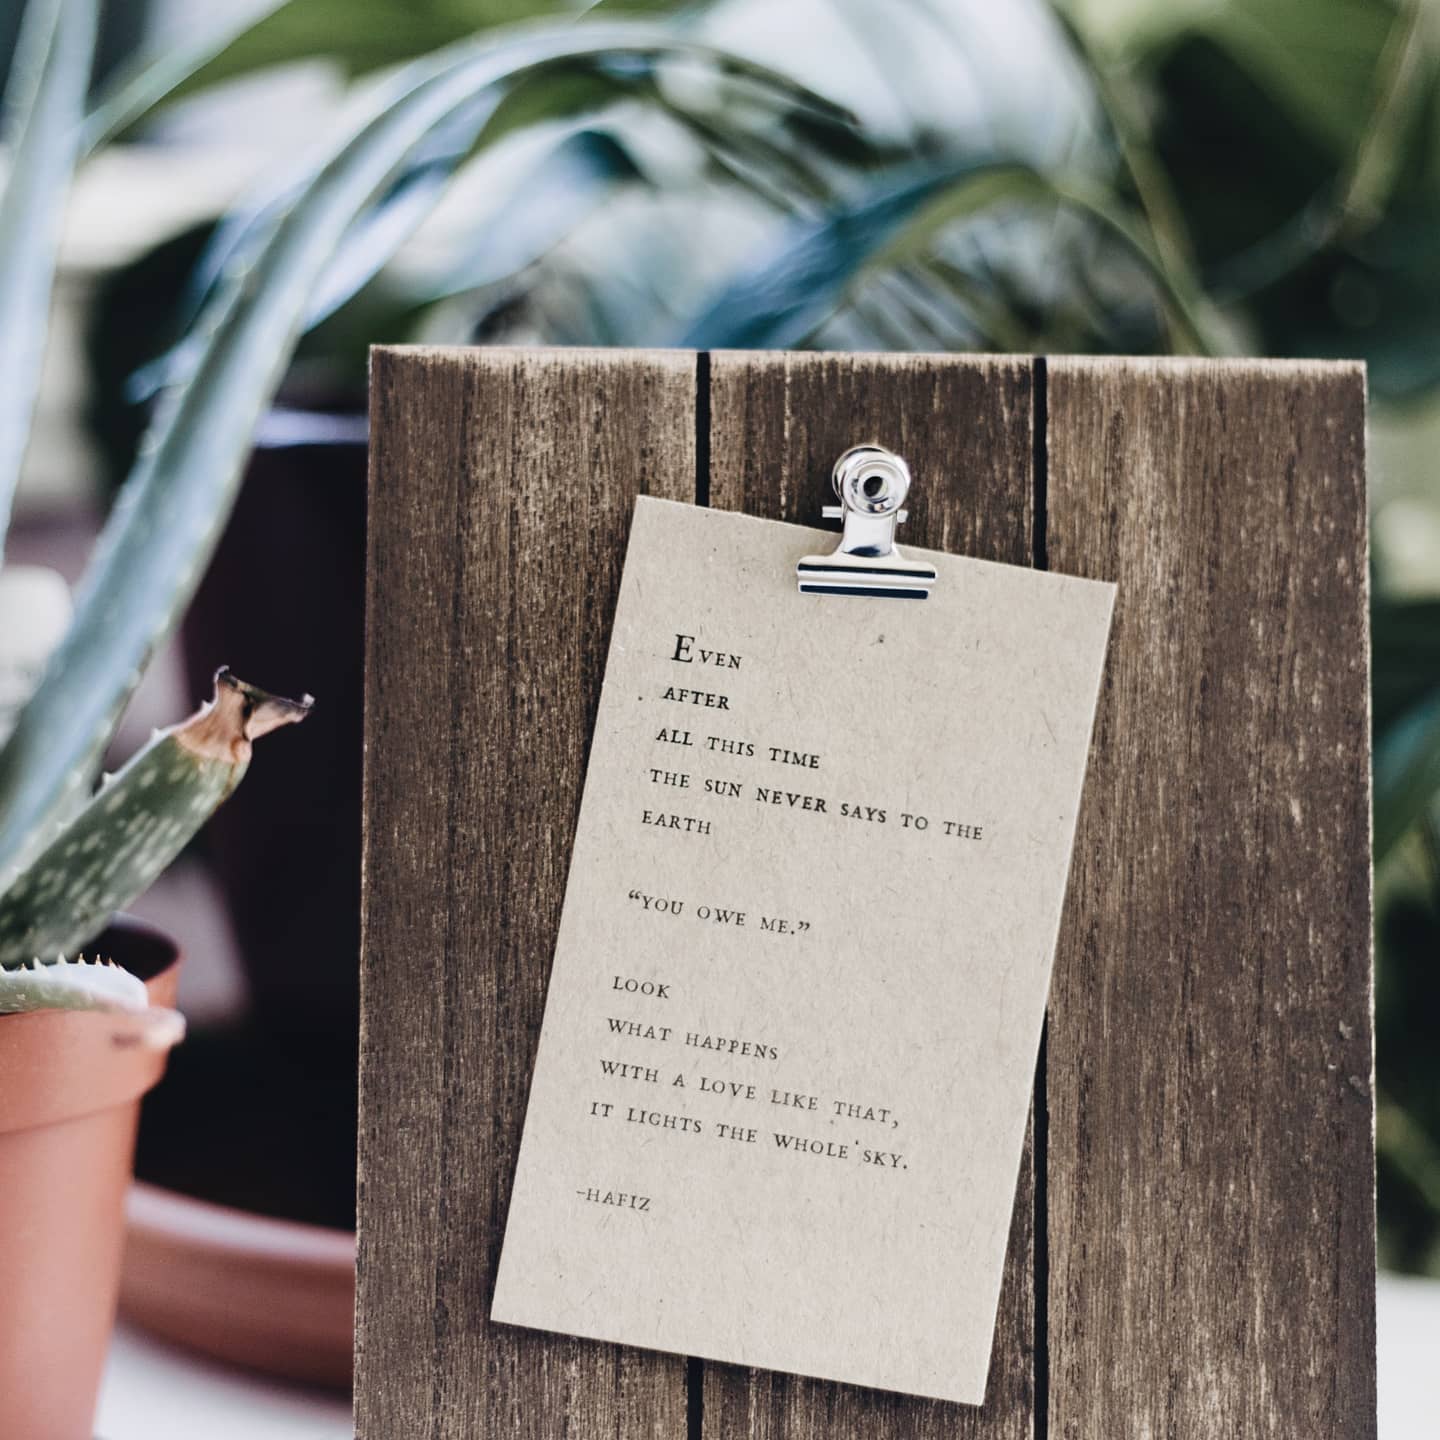 EVEN
AFTER
ALL THIS TIME
THE SUN NEVER SAYS TO THE
EARTH
“YOU OWE ME.”
LOOK
WHAT HAPPENS
WITH A LOVE LIKE THAT,
IT LIGHTS THE WHOLE SKY.
-HAFIZ